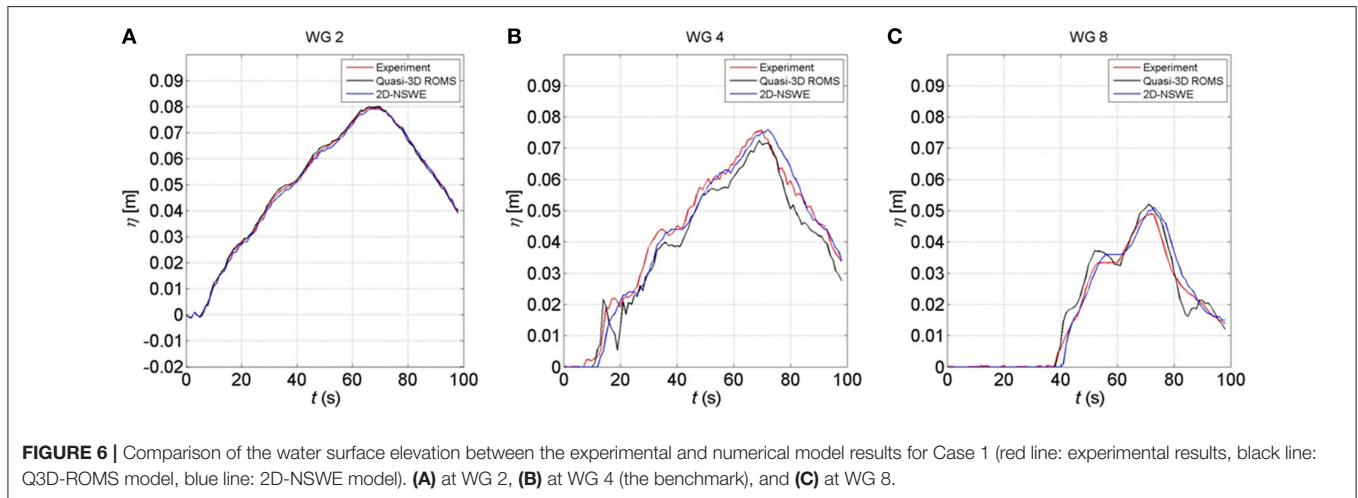 A
WG 2
B
WG 4
C
WG 8
0.09
0.08
0.07
0.06
0.05
0.04
0.03
0.02
0.01
0
-0.01
-0.02
η [m]
Experiment
Quasi-3D ROMS
2D-NSWE
0 20 40 60 80 100
t (s)
0.09
0.08
0.07
0.06
0.05
0.04
0.03
0.02
0.01
0
η [m]
Experiment
Quasi-3D ROMS
2D-NSWE
0 20 40 60 80 100
t (s)
0.09
0.08
0.07
0.06
0.05
0.04
0.03
0.02
0.01
0
η [m]
Experiment
Quasi-3D ROMS
2D-NSWE
0 20 40 60 80 100
t (s)
FIGURE 6 | Comparison of the water surface elevation between the experimental and numerical model results for Case 1 (red line: experimental results, black line:
Q3D-ROMS model, blue line: 2D-NSWE model). (A) at WG 2, (B) at WG 4 (the benchmark), and (C) at WG 8.